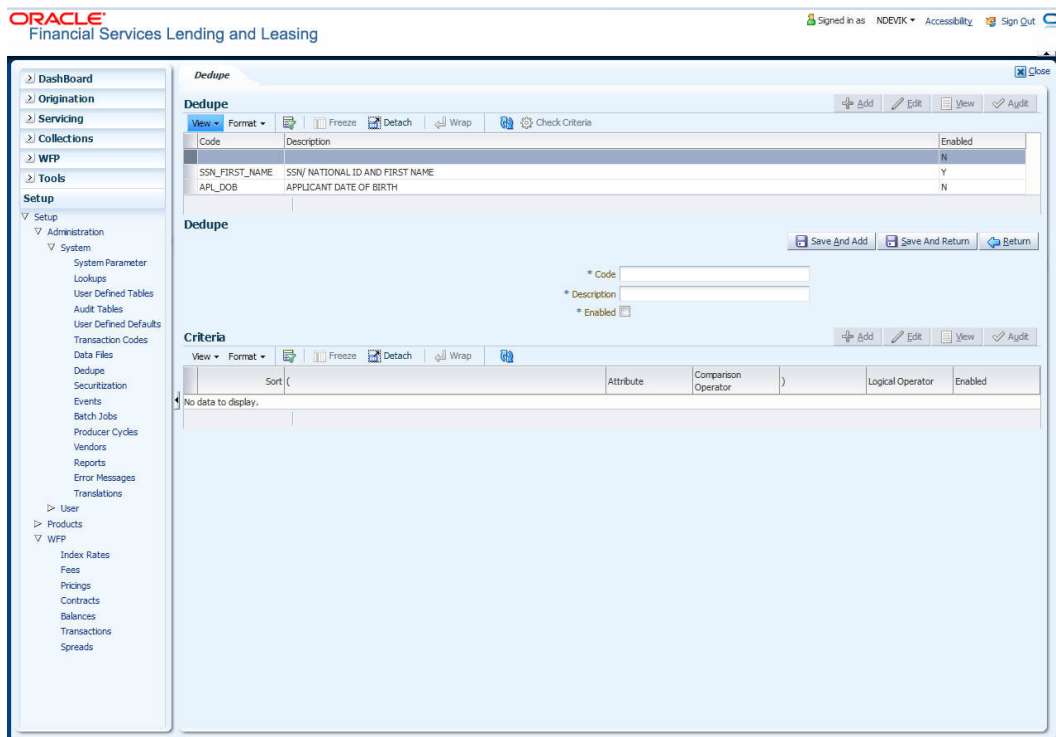 ORACLE'
Financial Services Lending and Leasing
Signed in as NDEVIK Accessibility Sign Out
DashBoard
Origination
Servicing
Collections
WFP
Tools
Setup
Setup
Administration
System
System Parameter
Lookups
User Defined Tables
Audit Tables
User Defined Defaults
Transaction Codes
Data Files
Dedupe
Securitization
Events
Batch Jobs
Producer Cycles
Vendors
Reports
Error Messages
Translations
User
Products
WFP
Index Rates
Fees
Pricings
Contracts
Balances
Transactions
Spreads
Dedupe
Close
Dedupe
Add Edit View Audit
View Format Freeze Detach Wrap Check Criteria
Code Description Enabled
N
SSN_FIRST_NAME SSN/ NATIONAL ID AND FIRST NAME Y
APL_DOB APPLICANT DATE OF BIRTH N
Dedupe
Save And Add Save And Return Return
* Code
* Description
* Enabled
Criteria
Add Edit View Audit
View Format Freeze Detach Wrap
Sort ( Attribute Comparison Operator ) Logical Operator Enabled
No data to display.